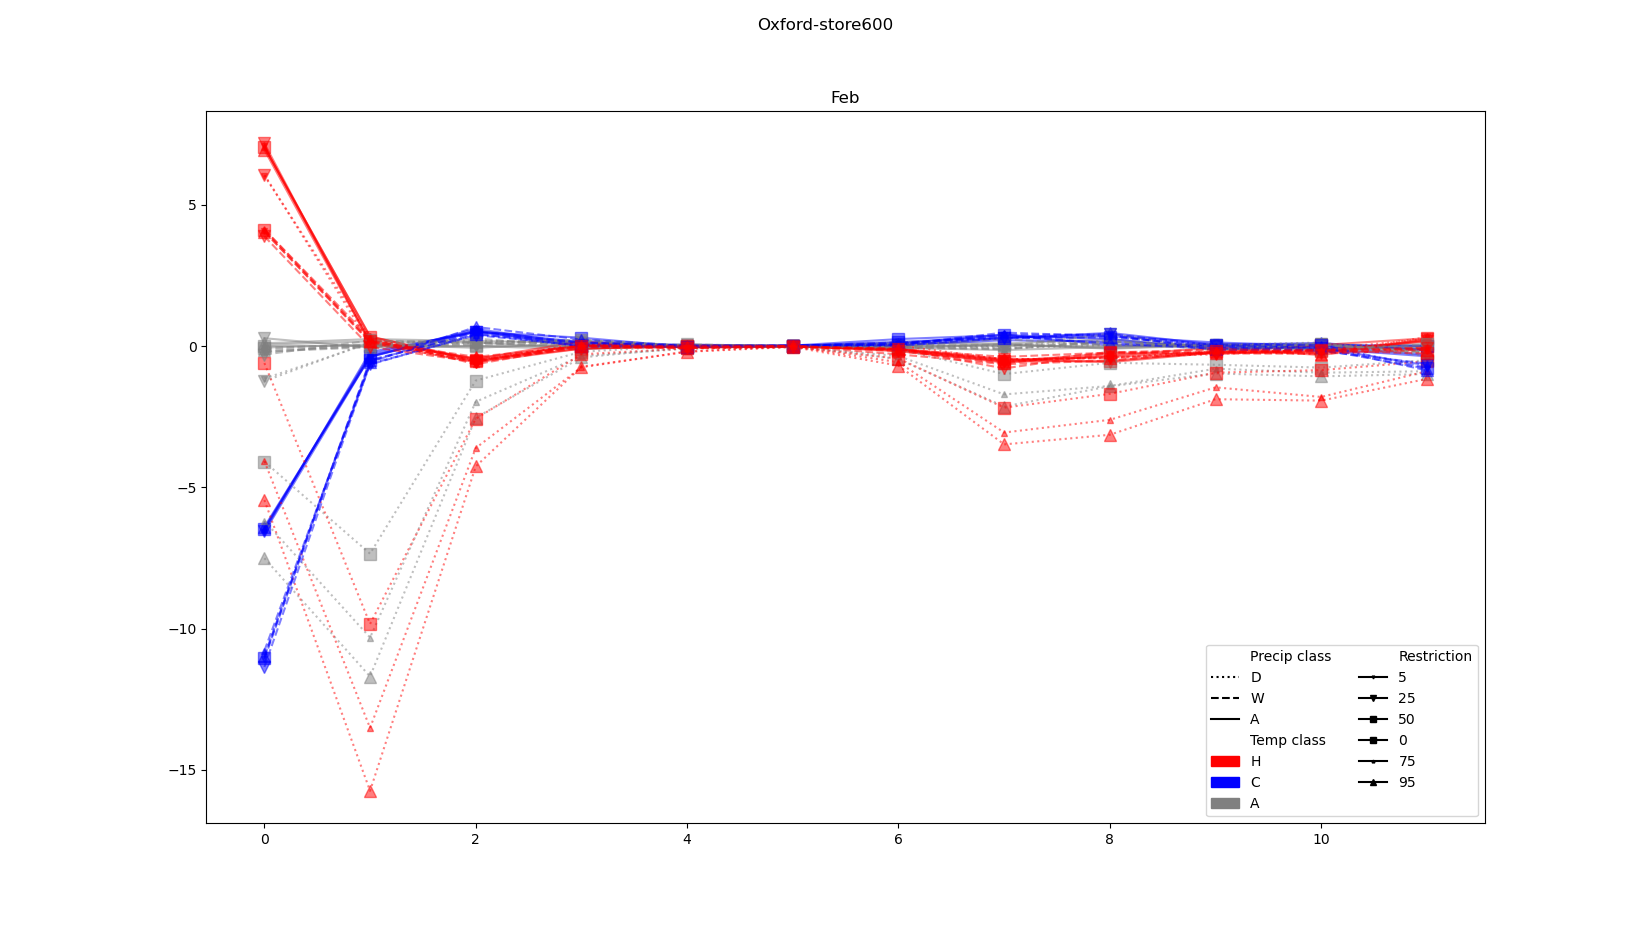 Oxford-store600
Feb
5
0
−5
−10
−15
0 2 4 6 8 10
Precip class
D
W
A
Temp class
H
C
A
Restriction
5
25
50
0
75
95